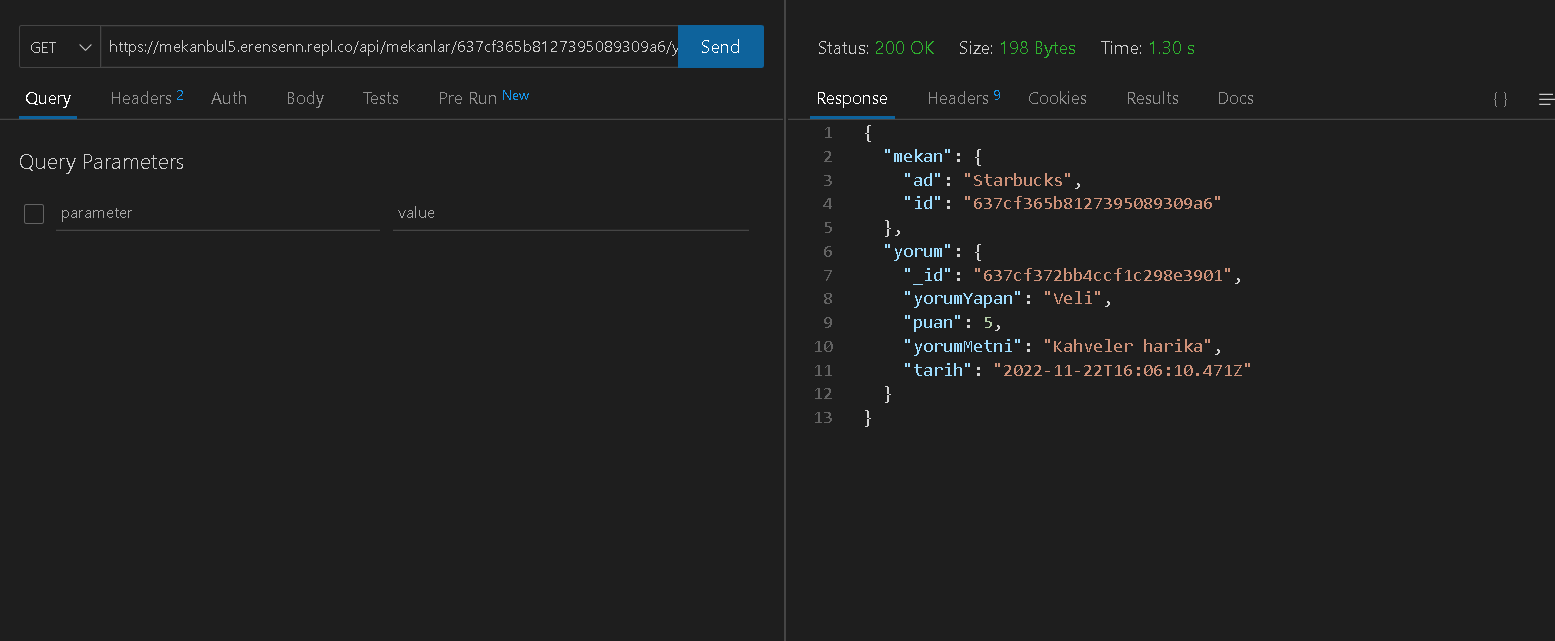 GET https://mekanbul5.erensenn.repl.co/api/mekanlar/637cf365b8127395089309a6/y Send
Query Headers 2 Auth Body Tests Pre Run New
Query Parameters
parameter value
Status: 200 OK Size: 198 Bytes Time: 1.30 s
Response Headers 9 Cookies Results Docs { }
1 {
2 "mekan": {
3 "ad": "Starbucks",
4 "id": "637cf365b8127395089309a6"
5 },
6 "yorum": {
7 "_id": "637cf372bb4ccf1c298e3901",
8 "yorumYapan": "Veli",
9 "puan": 5,
10 "yorumMetni": "Kahveler harika",
11 "tarih": "2022-11-22T16:06:10.471Z"
12 }
13 }